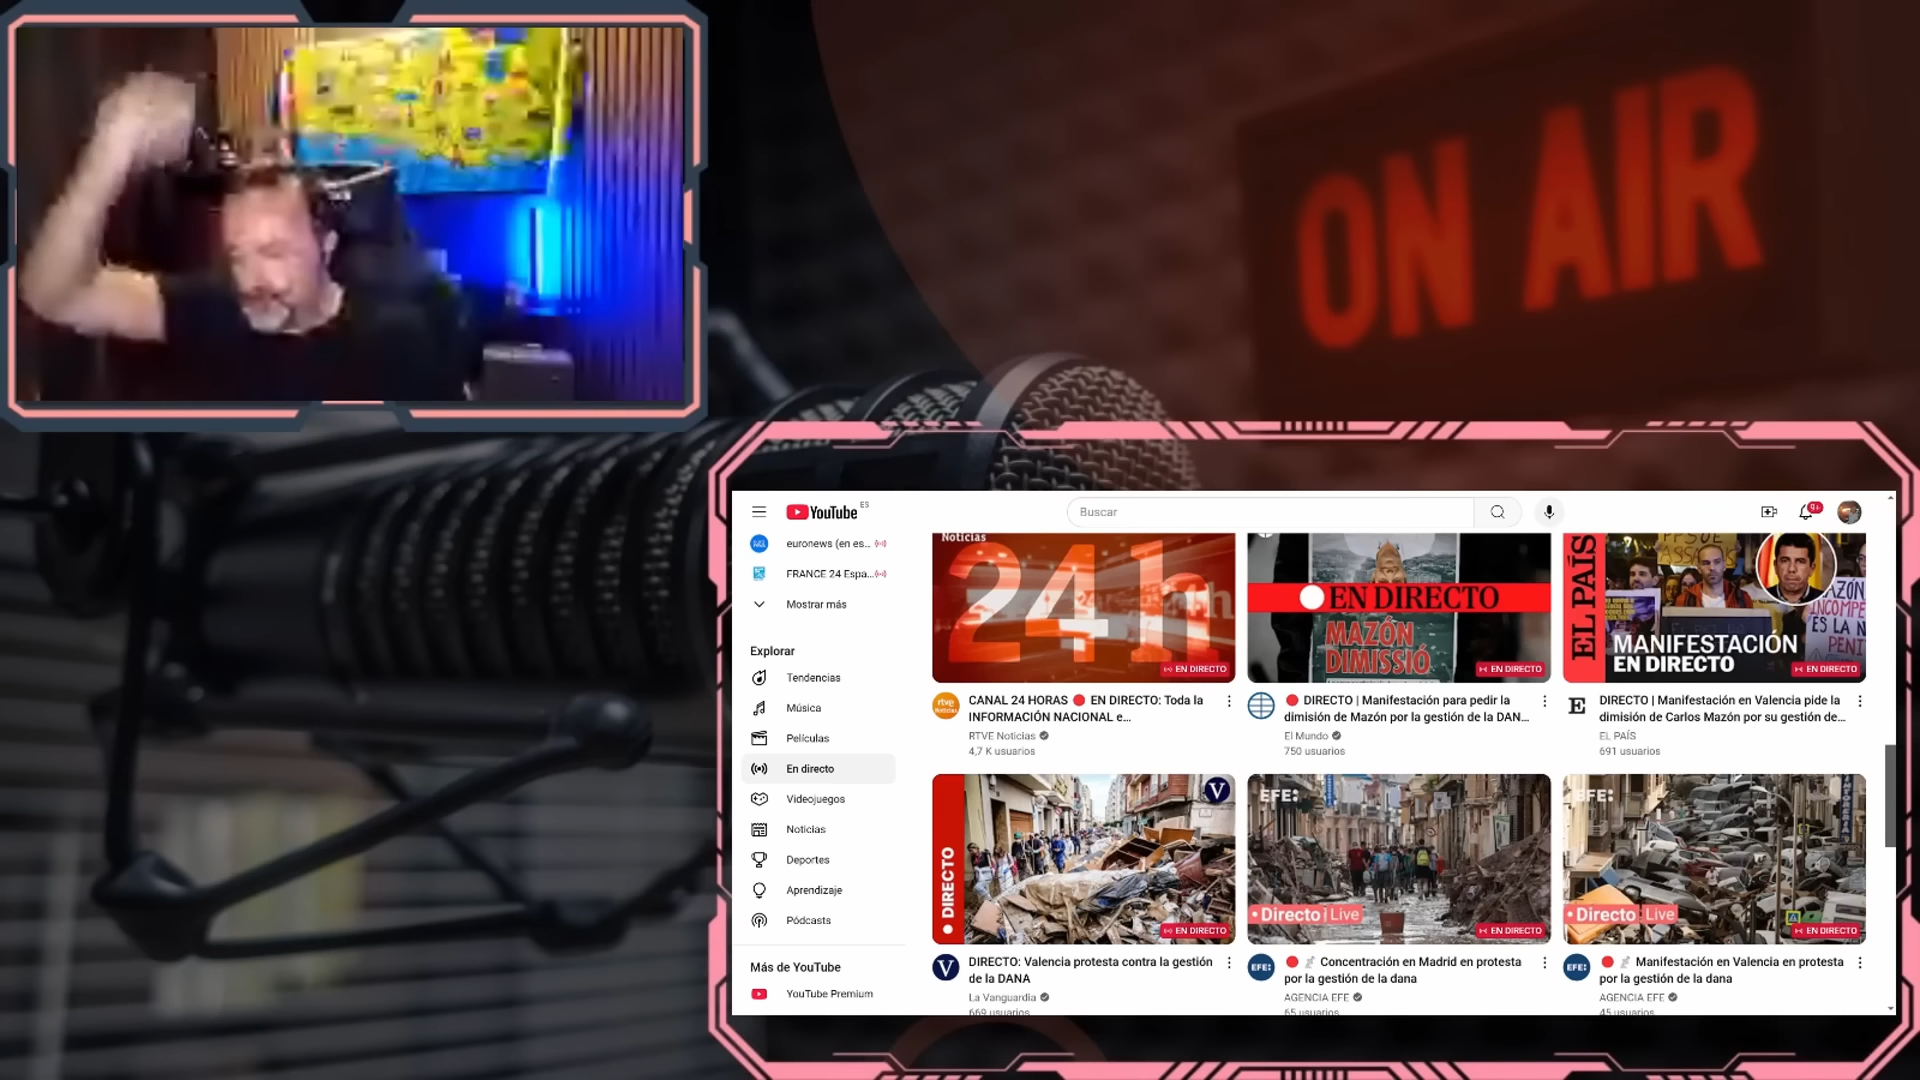 ON AIR
YouTube ES
Buscar
9+
euronews (en es...
FRANCE 24 Espa...
Mostrar más
Explorar
Tendencias
Música
Películas
En directo
Videojuegos
Noticias
Deportes
Aprendizaje
Pódcasts
Más de YouTube
YouTube Premium
Noticias
24h
EN DIRECTO
CANAL 24 HORAS 🔴 EN DIRECTO: Toda la
INFORMACIÓN NACIONAL e...
RTVE Noticias
4,7 K usuarios
EN DIRECTO
MAZÓN
DIMISSIÓ
EN DIRECTO
🔴 DIRECTO | Manifestación para pedir la
dimisión de Mazón por la gestión de la DAN...
El Mundo
750 usuarios
EL PAÍS
MANIFESTACIÓN
EN DIRECTO
EN DIRECTO
E
DIRECTO | Manifestación en Valencia pide la
dimisión de Carlos Mazón por su gestión de...
EL PAÍS
691 usuarios
DIRECTO
V
EN DIRECTO
V
DIRECTO: Valencia protesta contra la gestión
de la DANA
La Vanguardia
669 usuarios
EFE:
Directo Live
EN DIRECTO
EFE:
🔴 Concentración en Madrid en protesta
por la gestión de la dana
AGENCIA EFE
65 usuarios
EFE:
Directo Live
EN DIRECTO
EFE:
🔴 Manifestación en Valencia en protesta
por la gestión de la dana
AGENCIA EFE
45 usuarios